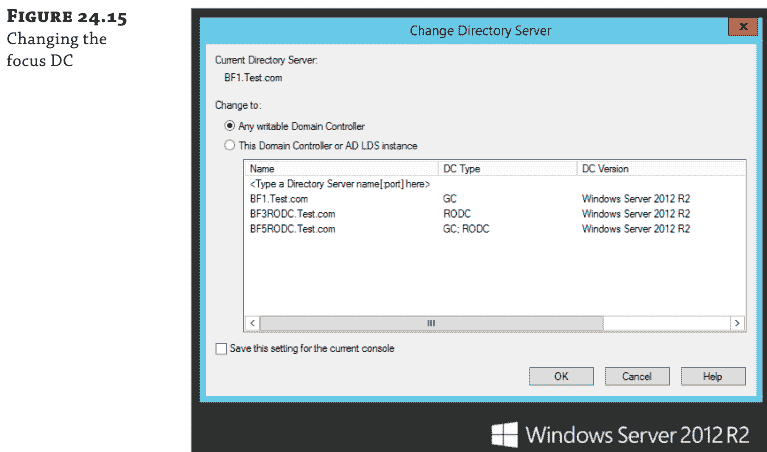 FIGURE 24.15
Changing the
focus DC
Change Directory Server
x
Current Directory Server:
BF1.Test.com
Change to:
Any writable Domain Controller
This Domain Controller or AD LDS instance
Name DC Type DC Version
<Type a Directory Server name[:port] here>
BF1.Test.com GC Windows Server 2012 R2
BF3RODC.Test.com RODC Windows Server 2012 R2
BF5RODC.Test.com GC; RODC Windows Server 2012 R2
Save this setting for the current console
OK Cancel Help
Windows Server 2012 R2